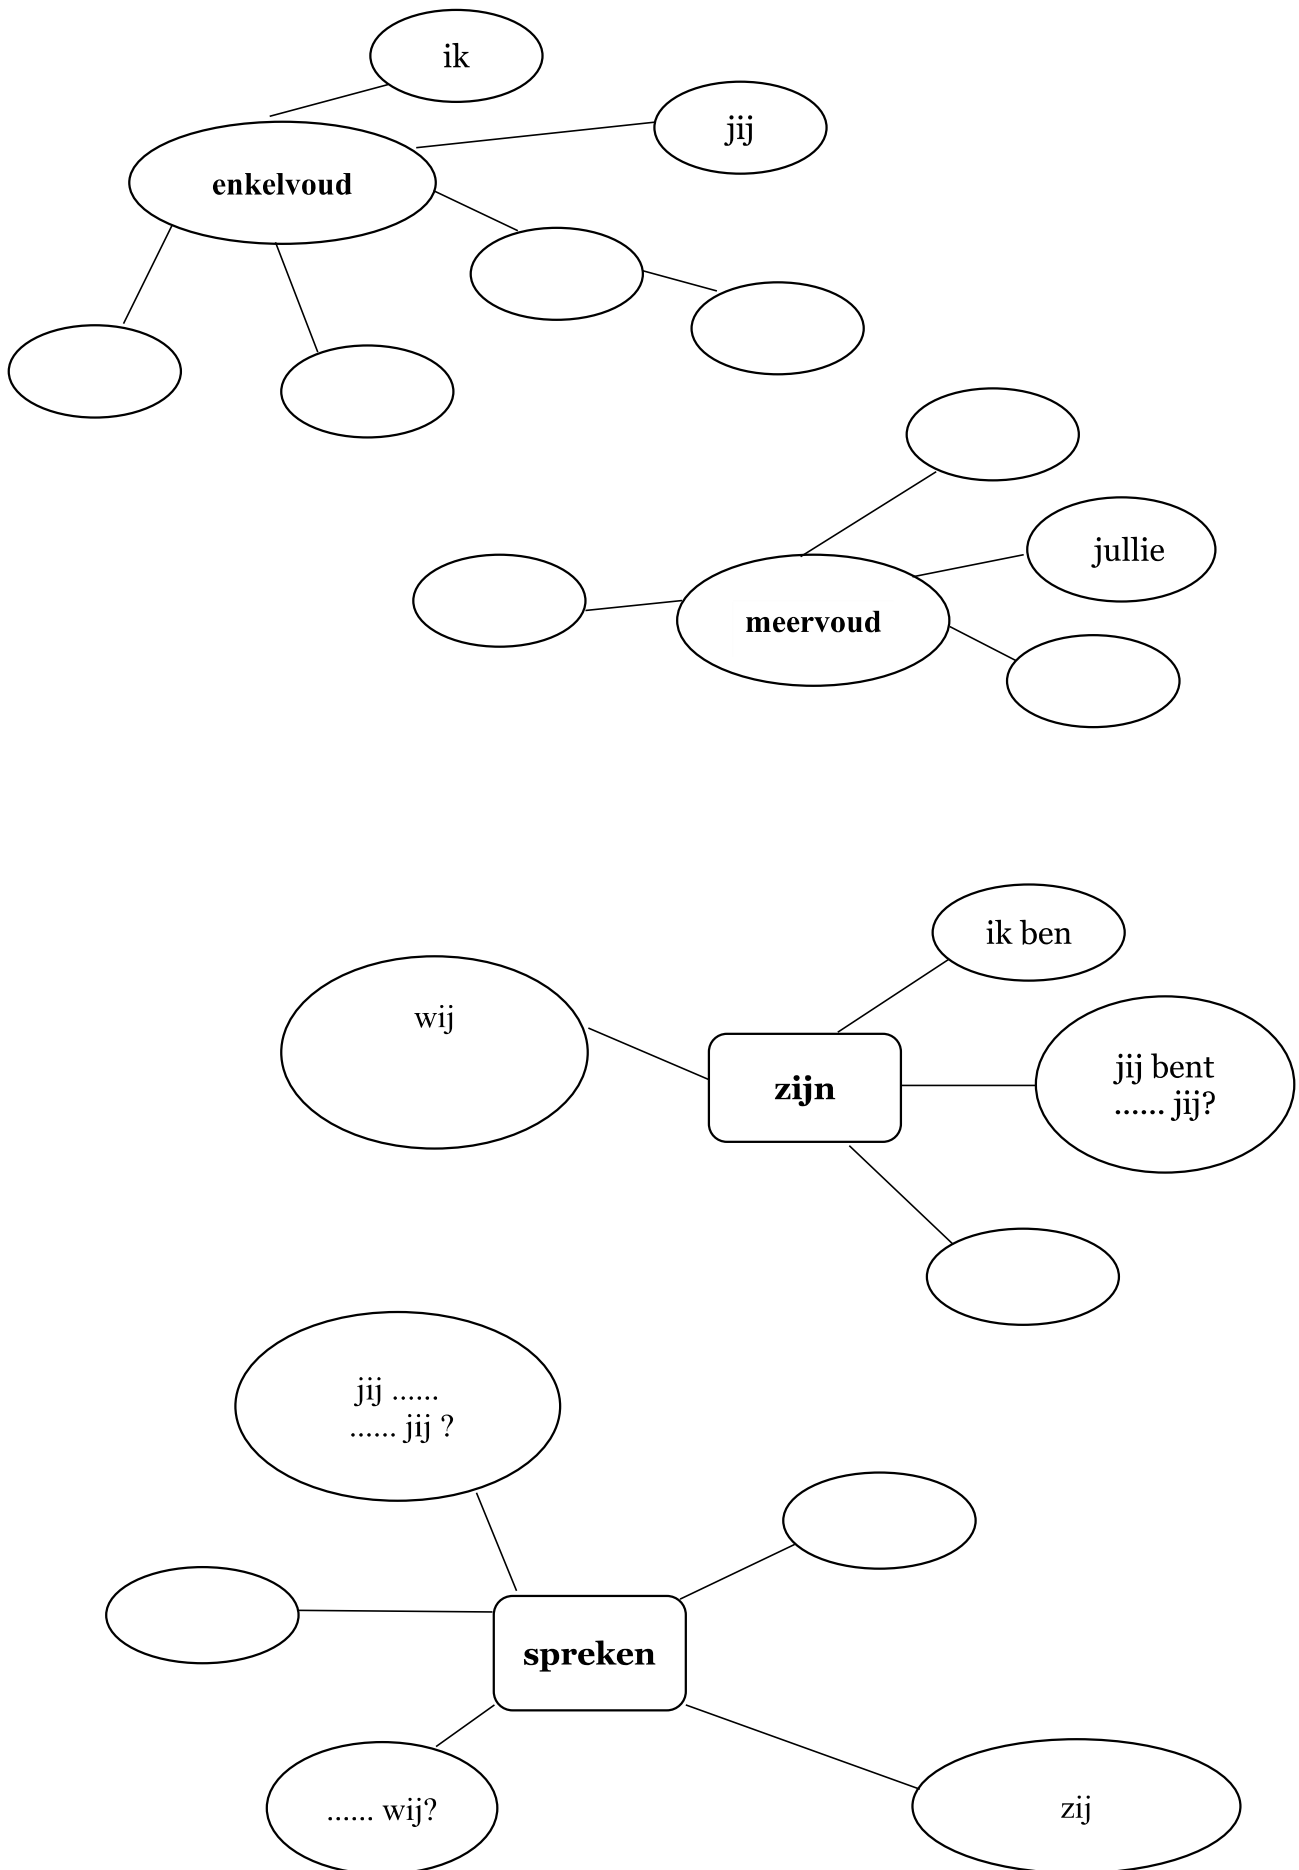 ik
jij
enkelvoud
jullie
meervoud
ik ben
wij
jij bent
...... jij?
zijn
jij ......
...... jij ?
spreken
...... wij?
zij